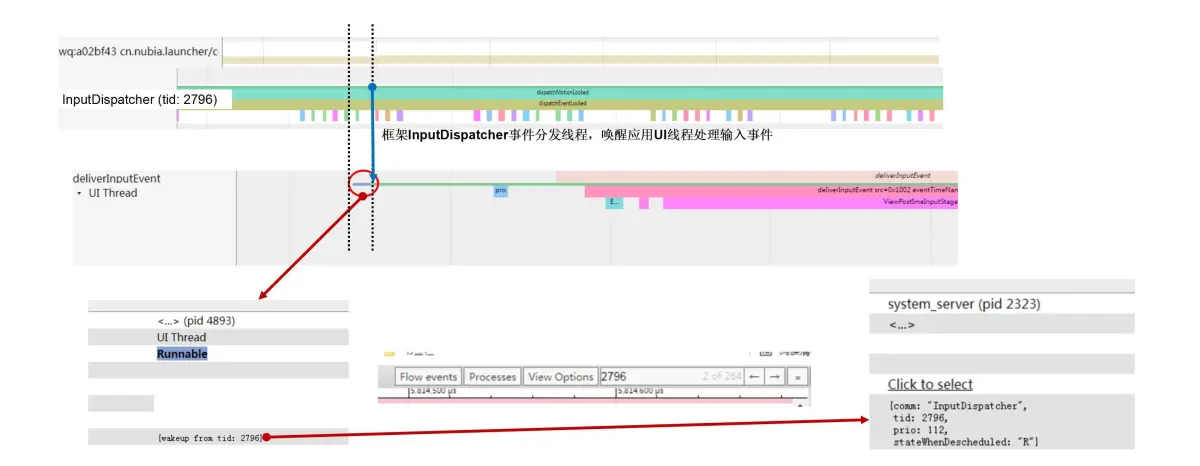 wq:a02bf43 cn.nubia.launcher/c
InputDispatcher (tid: 2796)
dispatchMotionLocked
dispatchEventLocked
框架InputDispatcher事件分发线程，唤醒应用UI线程处理输入事件
deliverInputEvent
UI Thread
deliverInputEvent
pro
deliverInputEvent src=0x1002 eventTimeNan
E...
ViewPostImeInputStage
<...> (pid 4893)
UI Thread
Runnable
{wakeup from tid: 2796}
Flow events Processes View Options 2796 2 of 264 ← → »
5,814,500 µs 5,814,600 µs
system_server (pid 2323)
<...>
Click to select
{comm: "InputDispatcher",
tid: 2796,
prio: 112,
stateWhenDescheduled: "R"}